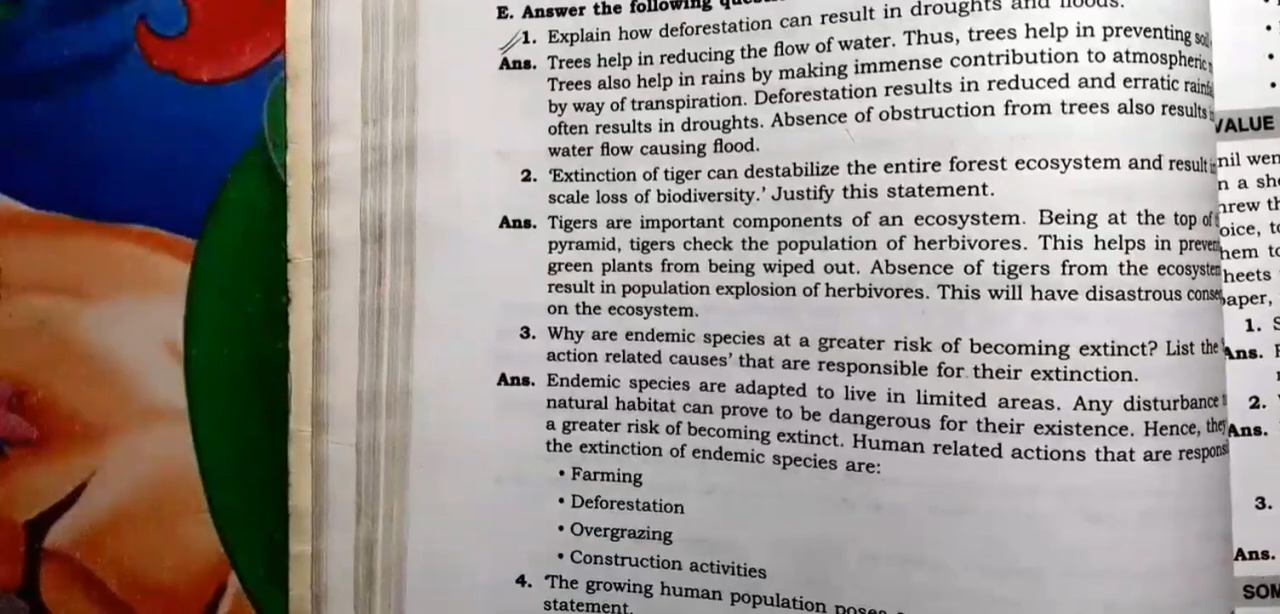 E. Answer the following
1. Explain how deforestation can result in droughts and floods.
Ans. Trees help in reducing the flow of water. Thus, trees help in preventing soil
Trees also help in rains by making immense contribution to atmospheric
by way of transpiration. Deforestation results in reduced and erratic
often results in droughts. Absence of obstruction from trees also results
water flow causing flood.
2. 'Extinction of tiger can destabilize the entire forest ecosystem and result
scale loss of biodiversity.' Justify this statement.
Ans. Tigers are important components of an ecosystem. Being at the top of
pyramid, tigers check the population of herbivores. This helps in
green plants from being wiped out. Absence of tigers from the
result in population explosion of herbivores. This will have disastrous
on the ecosystem.
3. Why are endemic species at a greater risk of becoming extinct? List the
action related causes' that are responsible for their extinction.
Ans. Endemic species are adapted to live in limited areas. Any disturbance
natural habitat can prove to be dangerous for their existence. Hence, they
a greater risk of becoming extinct. Human related actions that are
the extinction of endemic species are:
• Farming
• Deforestation
• Overgrazing
• Construction activities
4. 'The growing human population poses
statement.
VALUE
nil
n a
oice,
hem
heets
aper,
1.
Ans.
2.
Ans.
3.
Ans.